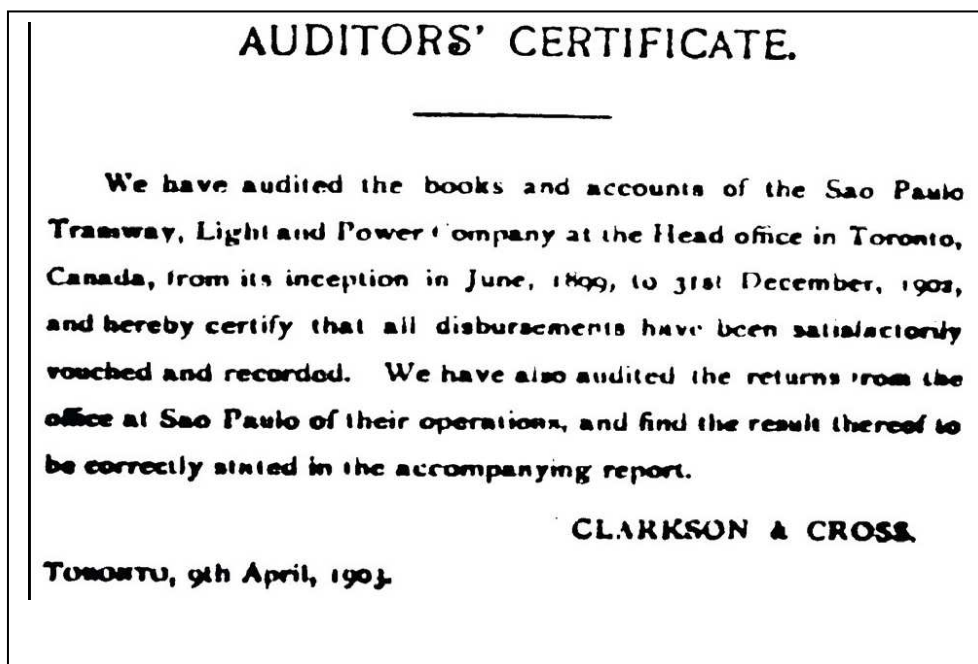 AUDITORS' CERTIFICATE.
We have audited the books and accounts of the Sao Paulo
Tramway, Light and Power Company at the Head office in Toronto,
Canada, from its inception in June, 1899, to 31st December, 1902,
and hereby certify that all disbursements have been satisfactorily
vouched and recorded. We have also audited the returns from the
office at Sao Paulo of their operations, and find the result thereof to
be correctly stated in the accompanying report.
CLARKSON & CROSS.
TORONTO, 9th April, 1903.